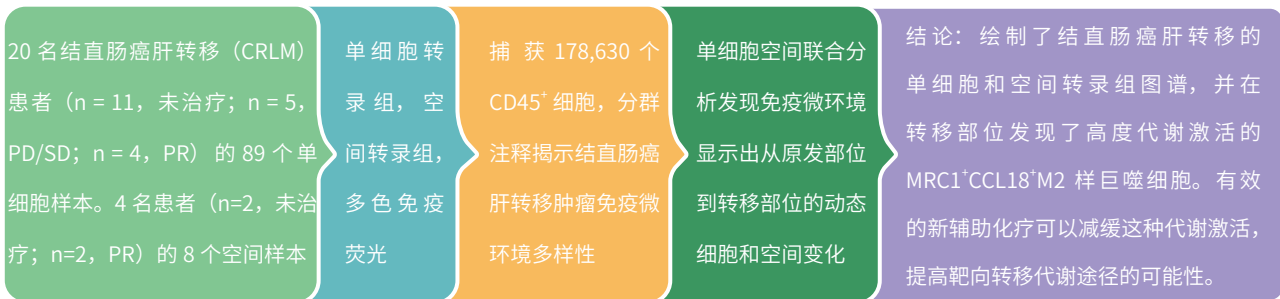 20 名结直肠癌肝转移（CRLM）
患者（n = 11，未治疗；n = 5，
PD/SD；n = 4，PR）的 89 个单
细胞样本。4 名患者（n=2，未治
疗；n=2，PR）的 8 个空间样本
单细胞转
录组，空
间转录组，
多色免疫
荧光
捕获 178,630 个
CD45⁺ 细胞，分群
注释揭示结直肠癌
肝转移肿瘤免疫微
环境多样性
单细胞空间联合分
析发现免疫微环境
显示出从原发部位
到转移部位的动态
细胞和空间变化
结论：绘制了结直肠癌肝转移的
单细胞和空间转录组图谱，并在
转移部位发现了高度代谢激活的
MRC1⁺CCL18⁺M2 样巨噬细胞。有效
的新辅助化疗可以减缓这种代谢激活，
提高靶向转移代谢途径的可能性。